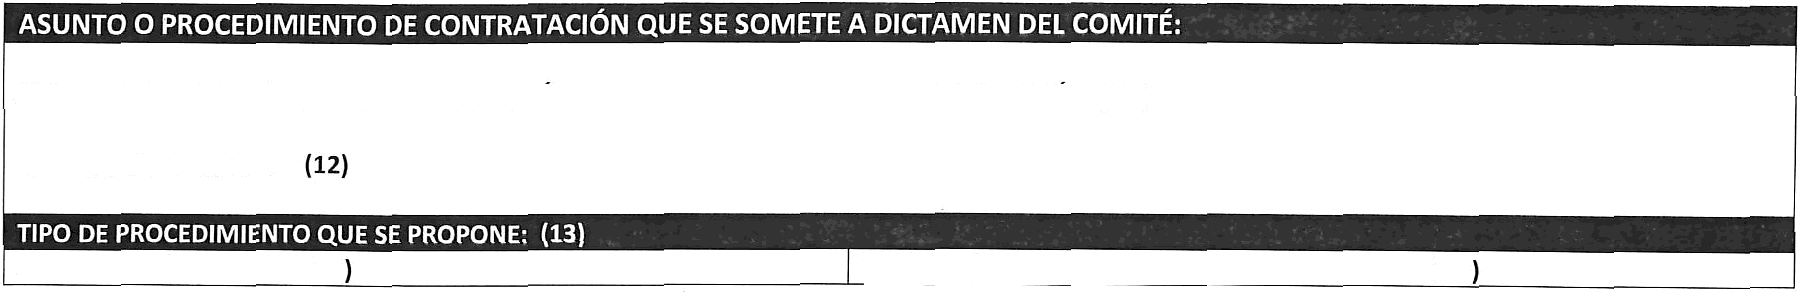 ASUNTO O PROCEDIMIENTO DE CONTRATACIÓN QUE SE SOMETE A DICTAMEN DEL COMITÉ:
(12)
TIPO DE PROCEDIMIENTO QUE SE PROPONE: (13)
) )